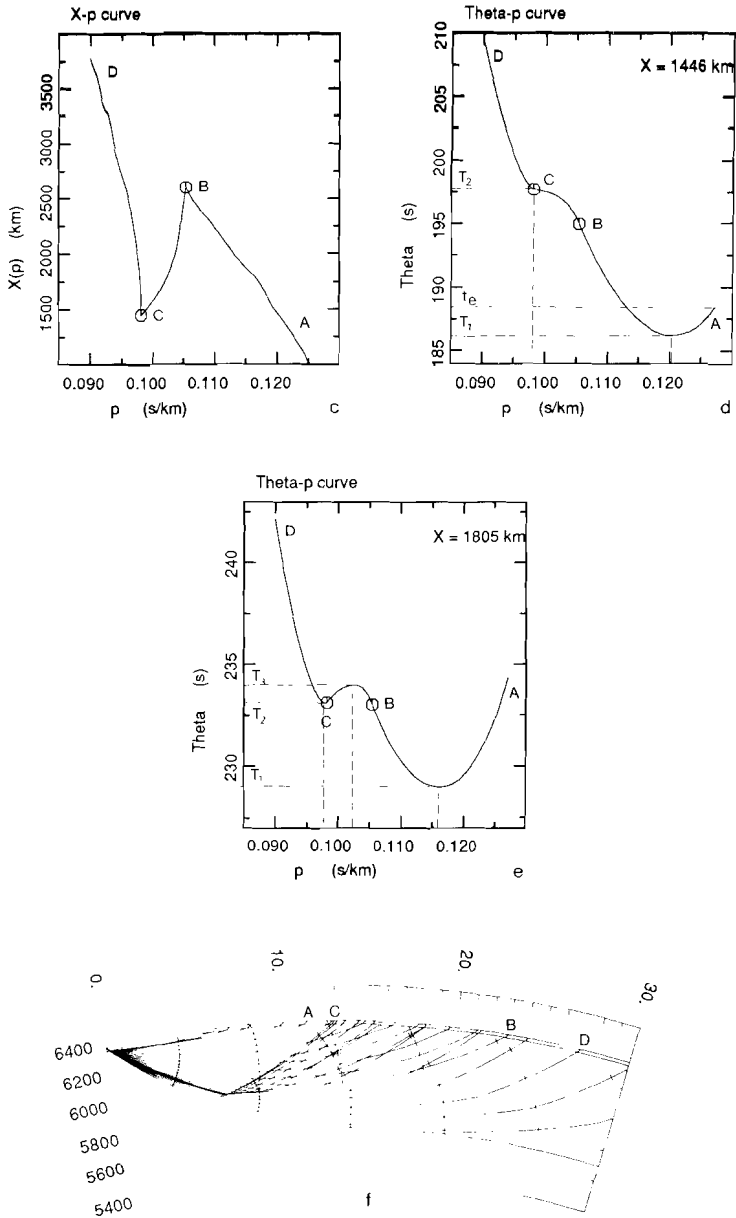 X-p curve
3500
3000
2500
2000
1500
X(p) (km)
D
B
C
A
0.090 0.100 0.110 0.120
p (s/km)
c
Theta-p curve
X = 1446 km
210
205
200
195
190
185
Theta (s)
T2
te
T1
D
C
B
A
0.090 0.100 0.110 0.120
p (s/km)
d
Theta-p curve
X = 1805 km
240
235
230
Theta (s)
T3
T2
T1
D
C
B
A
0.090 0.100 0.110 0.120
p (s/km)
e
0. 10. 20. 30.
A C B D
6400
6200
6000
5800
5600
5400
f